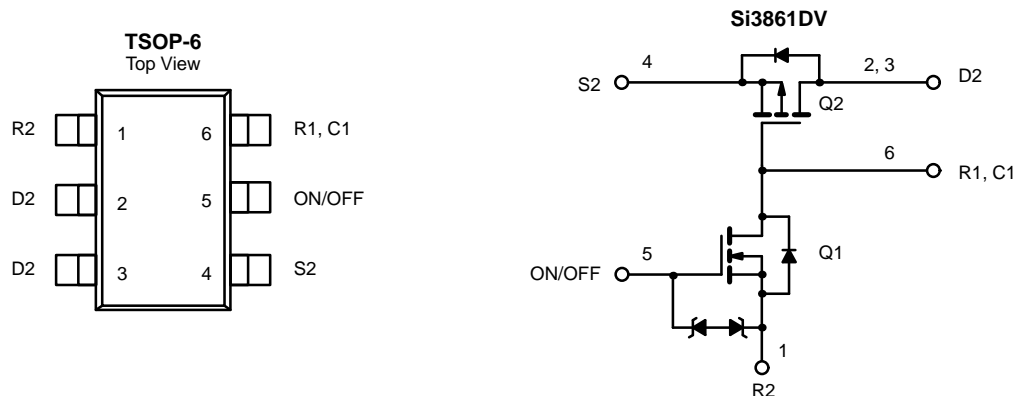 TSOP-6
Top View
R2 1 6 R1, C1
D2 2 5 ON/OFF
D2 3 4 S2
Si3861DV
4 2, 3
S2 D2
Q2
6
R1, C1
5 Q1
ON/OFF
1
R2